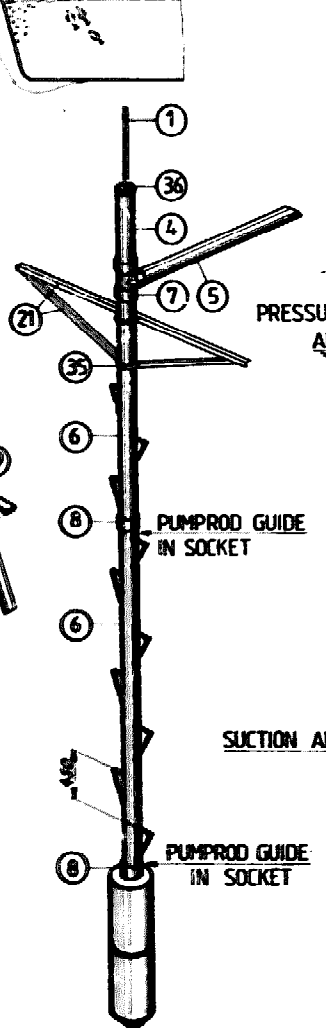 1
36
4
5
7
21
PRESSU
35
6
8
PUMPROD GUIDE
IN SOCKET
6
SUCTION A
8
PUMPROD GUIDE
IN SOCKET